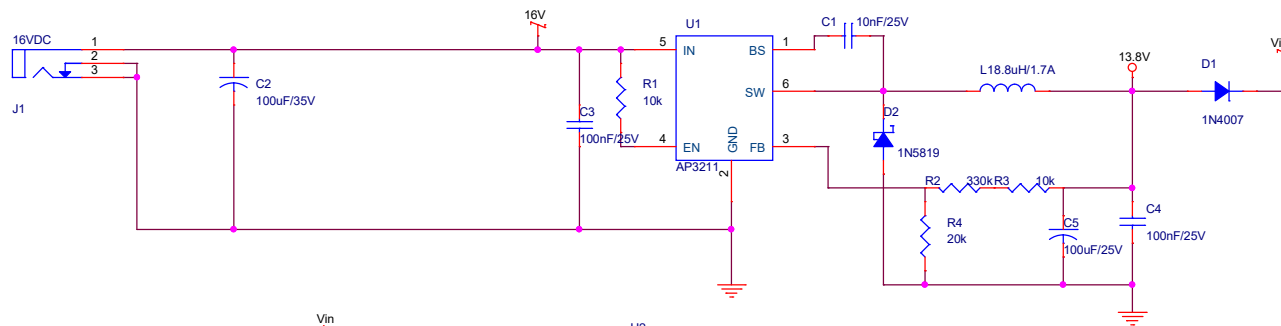 16VDC
1
2
3
J1
C2
100uF/35V
16V
C3
100nF/25V
R1
10k
U1
5
IN
BS
1
SW
6
4
EN
GND
FB
3
AP3211
2
C1
10nF/25V
D2
1N5819
L18.8uH/1.7A
13.8V
D1
1N4007
R2
330k
R3
10k
R4
20k
C5
100uF/25V
C4
100nF/25V
Vin